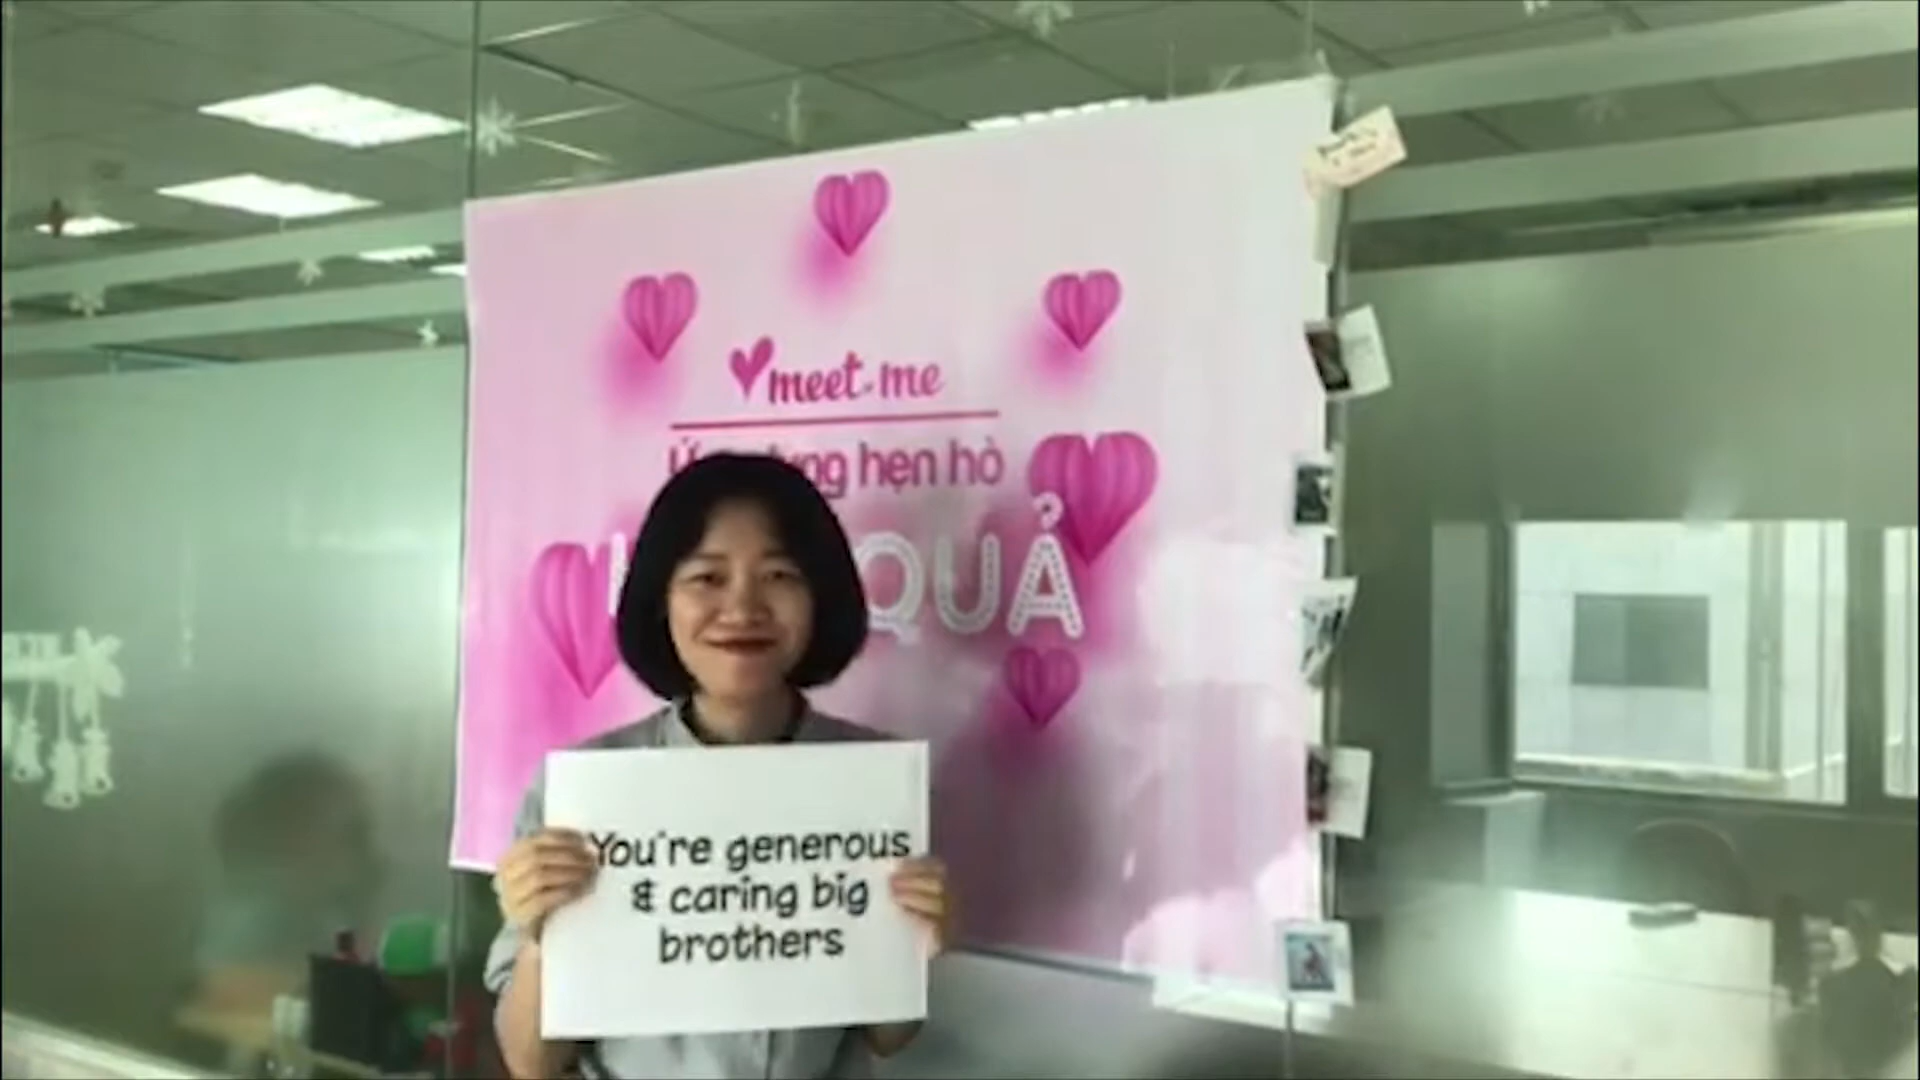 meet.me
hẹn hò
QUẢ
You're generous
& caring big
brothers